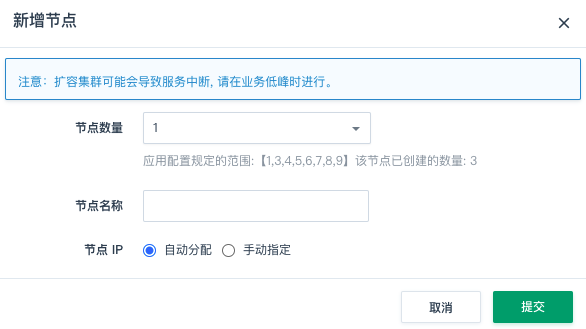 新增节点
注意：扩容集群可能会导致服务中断, 请在业务低峰时进行。
节点数量 1
应用配置规定的范围:【1,3,4,5,6,7,8,9】该节点已创建的数量: 3
节点名称
节点 IP 自动分配 手动指定
取消 提交